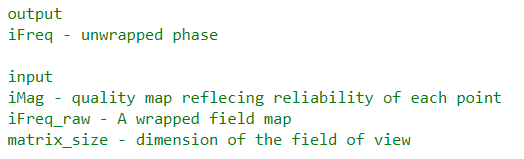 output
iFreq - unwrapped phase

input
iMag - quality map reflecing reliability of each point
iFreq_raw - A wrapped field map
matrix_size - dimension of the field of view